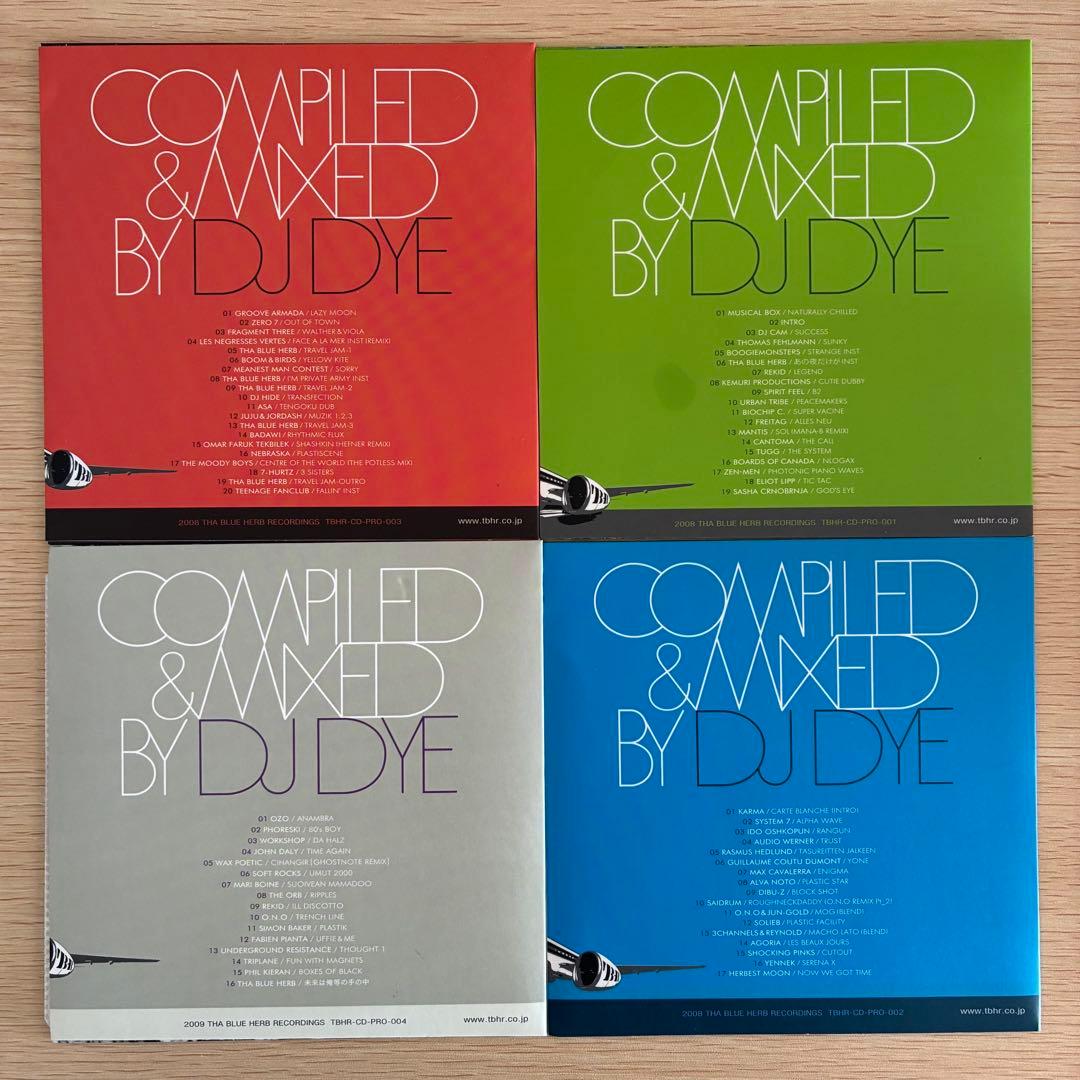 COMPILED
& MIXED
BY DJ DYE
01 GROOVE ARMADA / LAZY MOON
02 ZERO 7 / OUT OF TOWN
03 FRAGMENT THREE / WALTHER & VIOLA
04 LES NEGRESSES VERTES / FACE A LA MER INST (REMIX)
05 THA BLUE HERB / TRAVEL JAM-1
06 BOOM & BIRDS / YELLOW KITE
07 MEANEST MAN CONTEST / SORRY
08 THA BLUE HERB / I'M PRIVATE ARMY INST
09 THA BLUE HERB / TRAVEL JAM-2
10 DJ HIDE / TRANSFECTION
11 ASA / TENGOKU DUB
12 JUJU & JORDASH / MUZIK 1.2.3
13 THA BLUE HERB / TRAVEL JAM-3
14 BADAWI / RHYTHMIC FLUX
15 OMAR FARUK TEKBILEK / SHASHKIN (HEFNER REMIX)
16 NEBRASKA / PLASTISCENE
17 THE MOODY BOYS / CENTRE OF THE WORLD (THE POTLESS MIX)
18 7-HURTZ / 3 SISTERS
19 THA BLUE HERB / TRAVEL JAM-OUTRO
20 TEENAGE FANCLUB / FALLIN' INST
2008 THA BLUE HERB RECORDINGS TBHR-CD-PRO-003 www.tbhr.co.jp
COMPILED
& MIXED
BY DJ DYE
01 MUSICAL BOX / NATURALLY CHILLED
02 INTRO
03 DJ CAM / SUCCESS
04 THOMAS FEHLMANN / SLINKY
05 BOOGIEMONSTERS / STRANGE INST
06 THA BLUE HERB / あの夜だけが INST
07 REKID / LEGEND
08 KEMURI PRODUCTIONS / CUTIE DUBBY
09 SPIRIT FEEL / B2
10 URBAN TRIBE / PEACEMAKERS
11 BIOCHIP C. / SUPER VACINE
12 FREITAG / ALLES NEU
13 MANTIS / SOL (MANA-B REMIX)
14 CANTOMA / THE CALL
15 TUGG / THE SYSTEM
16 BOARDS OF CANADA / NLOGAX
17 ZEN-MEN / PHOTONIC PIANO WAVES
18 ELIOT LIPP / TIC TAC
19 SASHA CRNOBRNJA / GOD'S EYE
2008 THA BLUE HERB RECORDINGS TBHR-CD-PRO-001 www.tbhr.co.jp
COMPILED
& MIXED
BY DJ DYE
01 OZO / ANAMBRA
02 PHORESKI / 80's BOY
03 WORKSHOP / DA HALZ
04 JOHN DALY / TIME AGAIN
05 WAX POETIC / CIHANGIR [GHOSTNOTE REMIX]
06 SOFT ROCKS / UMUT 2000
07 MARI BOINE / SUOIVEAN MAMADOO
08 THE ORB / RIPPLES
09 REKID / ILL DISCOTTO
10 O.N.O / TRENCH LINE
11 SIMON BAKER / PLASTIK
12 FABIEN PIANTA / UFFIE & ME
13 UNDERGROUND RESISTANCE / THOUGHT 1
14 TRIPLANE / FUN WITH MAGNETS
15 PHIL KIERAN / BOXES OF BLACK
16 THA BLUE HERB / 未来は俺等の手の中
2009 THA BLUE HERB RECORDINGS TBHR-CD-PRO-004 www.tbhr.co.jp
COMPILED
& MIXED
BY DJ DYE
01 KARMA / CARTE BLANCHE (INTRO)
02 SYSTEM 7 / ALPHA WAVE
03 IDO OSHKOPUN / RANGUN
04 AUDIO WERNER / TRUST
05 RASMUS HEDLUND / TASUREITTEN JALKEEN
06 GUILLAUME COUTU DUMONT / YONE
07 MAX CAVALERRA / ENIGMA
08 ALVA NOTO / PLASTIC STAR
09 DIBU-Z / BLOCK SHOT
10 SAIDRUM / ROUGHNECKDADDY (O.N.O REMIX Pt_2)
11 O.N.O & JUN-GOLD / MOG (BLEND)
12 SOLIEB / PLASTIC FACILITY
13 3CHANNELS & REYNOLD / MACHO LATO (BLEND)
14 AGORIA / LES BEAUX JOURS
15 SHOCKING PINKS / CUTOUT
16 YENNEK / SERENA X
17 HERBEST MOON / NOW WE GOT TIME
2008 THA BLUE HERB RECORDINGS TBHR-CD-PRO-002 www.tbhr.co.jp